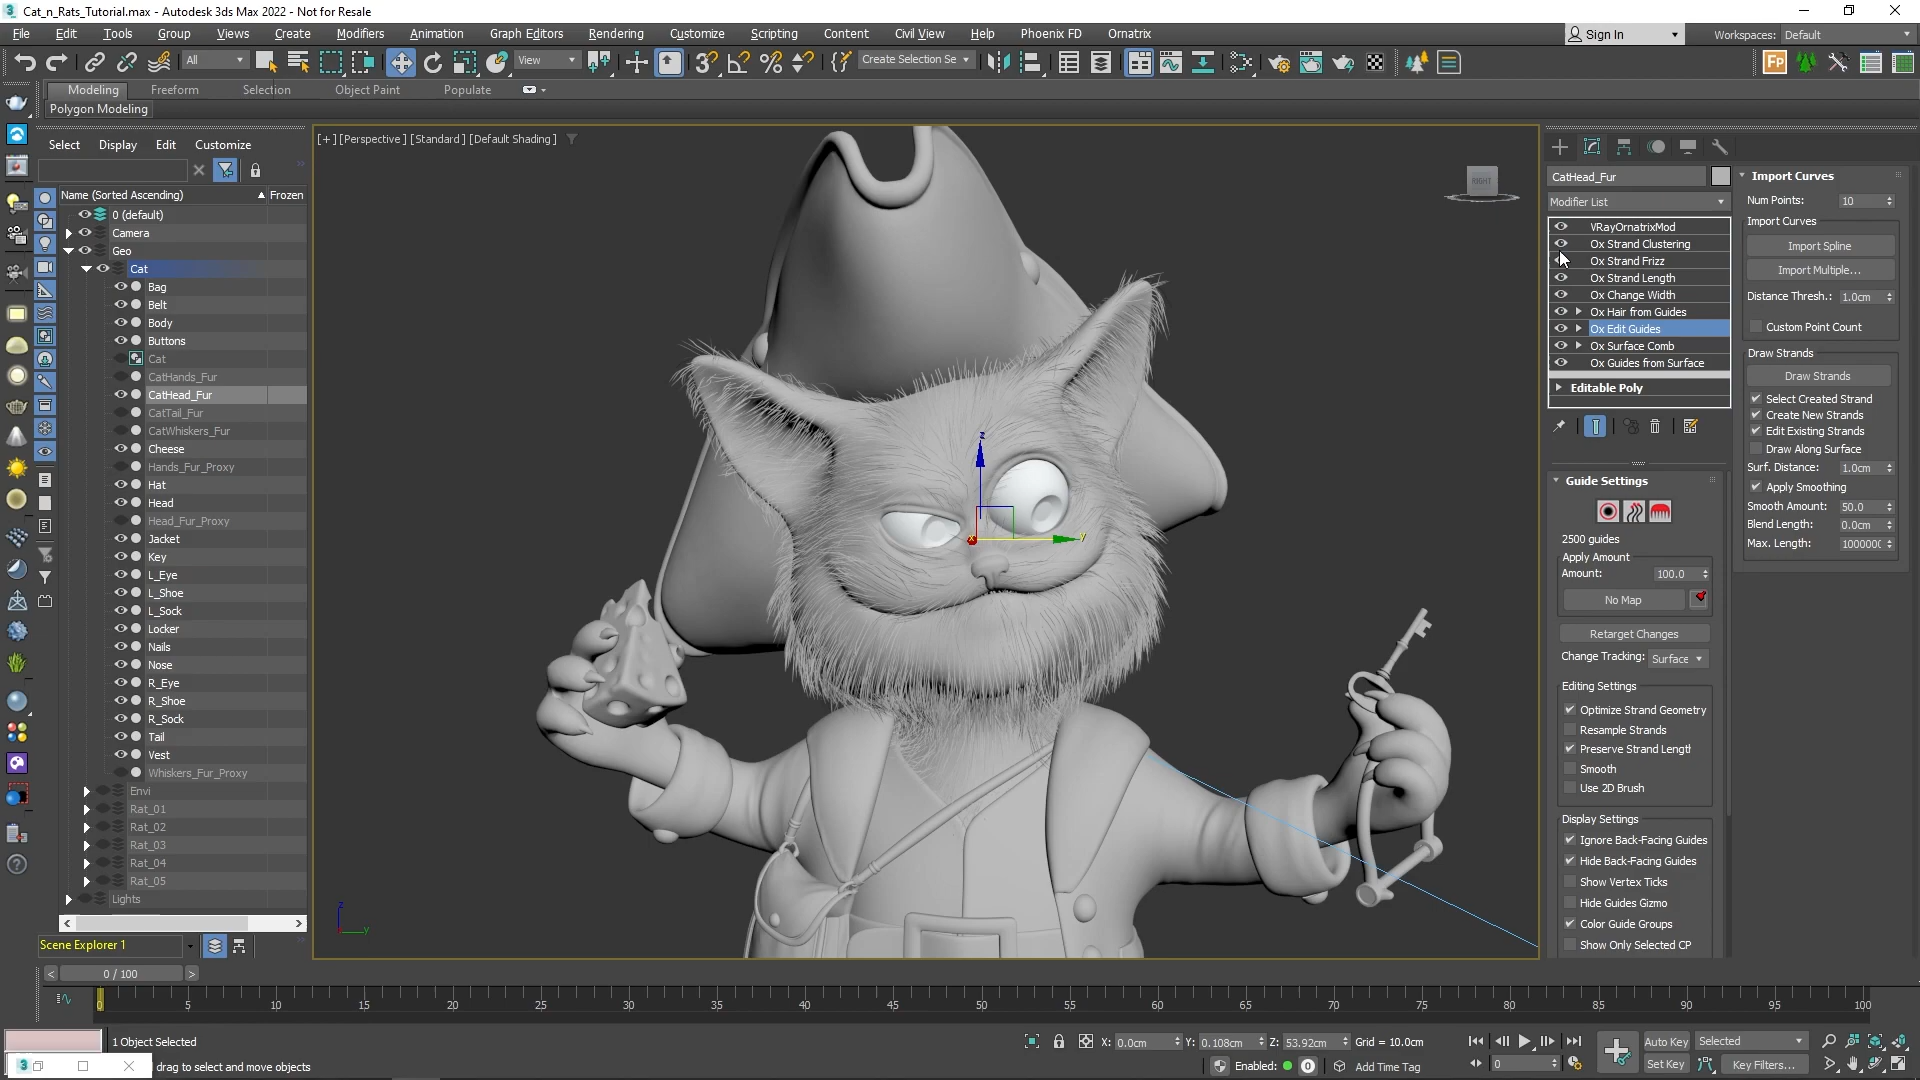 Cat_n_Rats_Tutorial.max - Autodesk 3ds Max 2022 - Not for Resale
File Edit Tools Group Views Create Modifiers Animation Graph Editors Rendering Customize Scripting Content Civil View Help Phoenix FD Ornatrix Sign In Workspaces: Default
All View Create Selection Se Fp
Modeling Freeform Selection Object Paint Populate
Polygon Modeling
Select Display Edit Customize
Name (Sorted Ascending) Frozen
0 (default)
Camera
Geo
Cat
Bag
Belt
Body
Buttons
Cat
CatHands_Fur
CatHead_Fur
CatTail_Fur
CatWhiskers_Fur
Cheese
Hands_Fur_Proxy
Hat
Head
Head_Fur_Proxy
Jacket
Key
L_Eye
L_Shoe
L_Sock
Locker
Nails
Nose
R_Eye
R_Shoe
R_Sock
Tail
Vest
Whiskers_Fur_Proxy
Envi
Rat_01
Rat_02
Rat_03
Rat_04
Rat_05
Lights
Scene Explorer 1
[+] [Perspective] [Standard] [Default Shading]
RIGHT
z
x
y
z
y
CatHead_Fur
Modifier List
VRayOrnatrixMod
Ox Strand Clustering
Ox Strand Frizz
Ox Strand Length
Ox Change Width
Ox Hair from Guides
Ox Edit Guides
Ox Surface Comb
Ox Guides from Surface
Editable Poly
Guide Settings
2500 guides
Apply Amount
Amount: 100.0
No Map
Retarget Changes
Change Tracking: Surface
Editing Settings
Optimize Strand Geometry
Resample Strands
Preserve Strand Lengtl
Smooth
Use 2D Brush
Display Settings
Ignore Back-Facing Guides
Hide Back-Facing Guides
Show Vertex Ticks
Hide Guides Gizmo
Color Guide Groups
Show Only Selected CP
Import Curves
Num Points: 10
Import Curves
Import Spline
Import Multiple...
Distance Thresh.: 1.0cm
Custom Point Count
Draw Strands
Draw Strands
Select Created Strand
Create New Strands
Edit Existing Strands
Draw Along Surface
Surf. Distance: 1.0cm
Apply Smoothing
Smooth Amount: 50.0
Blend Length: 0.0cm
Max. Length: 1000000
< 0 / 100 >
0 5 10 15 20 25 30 35 40 45 50 55 60 65 70 75 80 85 90 95 100
1 Object Selected
drag to select and move objects
X: 0.0cm Y: 0.108cm Z: 53.92cm Grid = 10.0cm
Enabled: 0 Add Time Tag
0
Auto Key Selected
Set Key Key Filters...